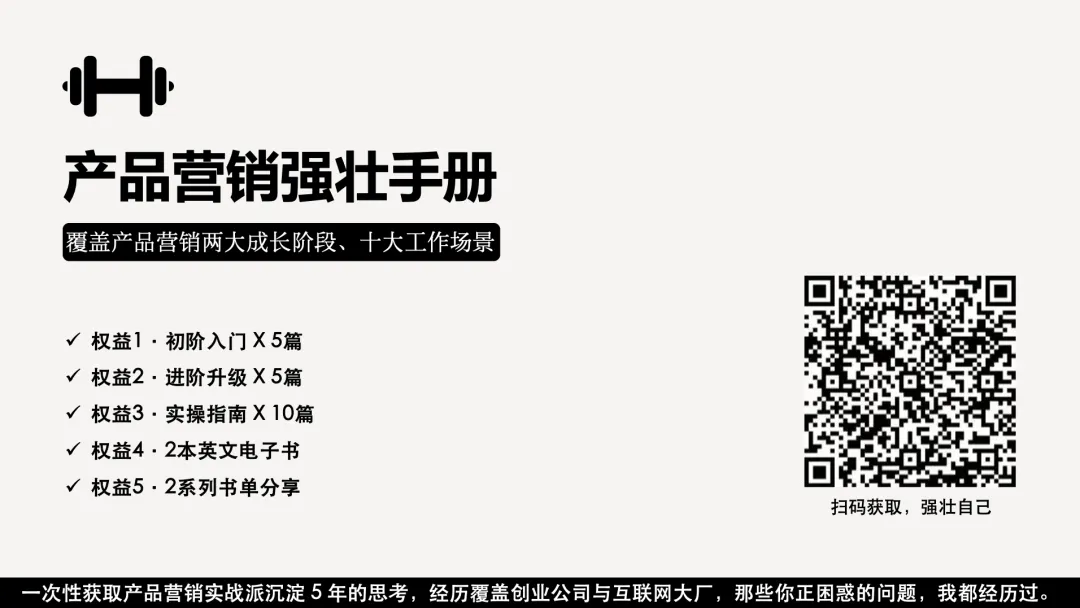 产品营销强壮手册
覆盖产品营销两大成长阶段、十大工作场景
✓ 权益1 · 初阶入门 X 5篇
✓ 权益2 · 进阶升级 X 5篇
✓ 权益3 · 实操指南 X 10篇
✓ 权益4 · 2本英文电子书
✓ 权益5 · 2系列书单分享
扫码获取，强壮自己
一次性获取产品营销实战派沉淀 5 年的思考，经历覆盖创业公司与互联网大厂，那些你正困惑的问题，我都经历过。